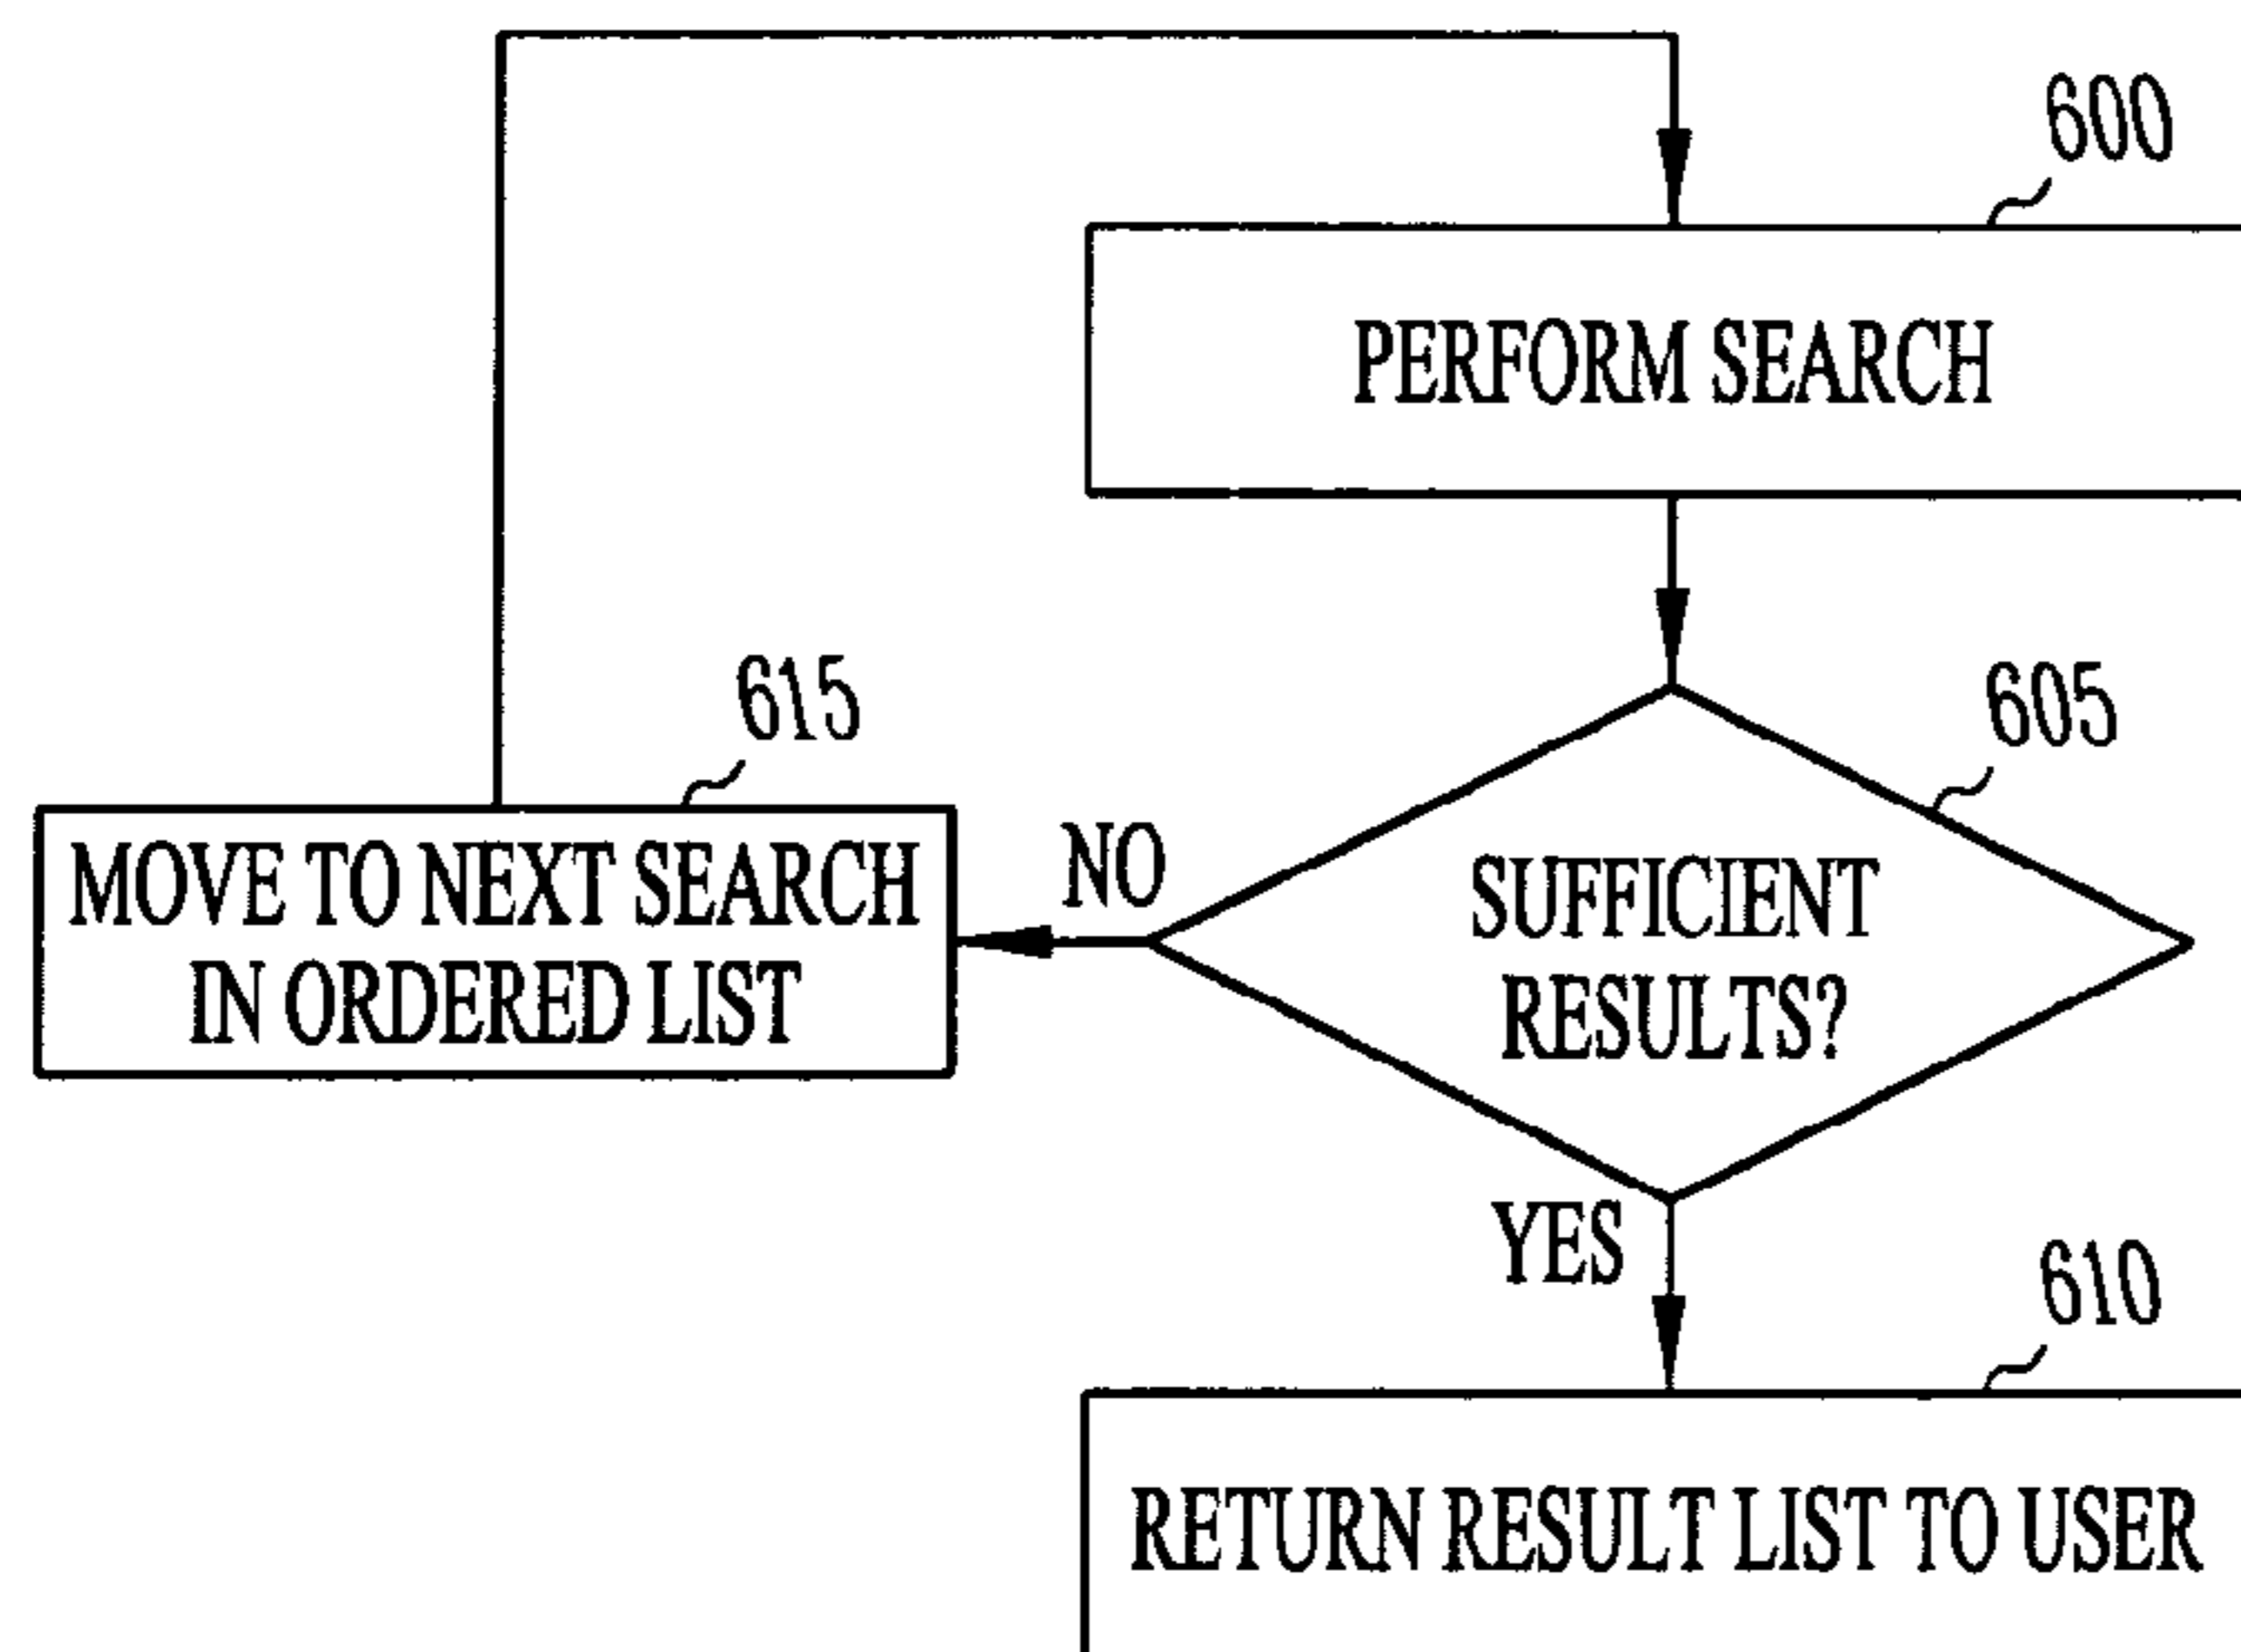 600
PERFORM SEARCH
605
SUFFICIENT
RESULTS?
NO
615
MOVE TO NEXT SEARCH
IN ORDERED LIST
YES
610
RETURN RESULT LIST TO USER